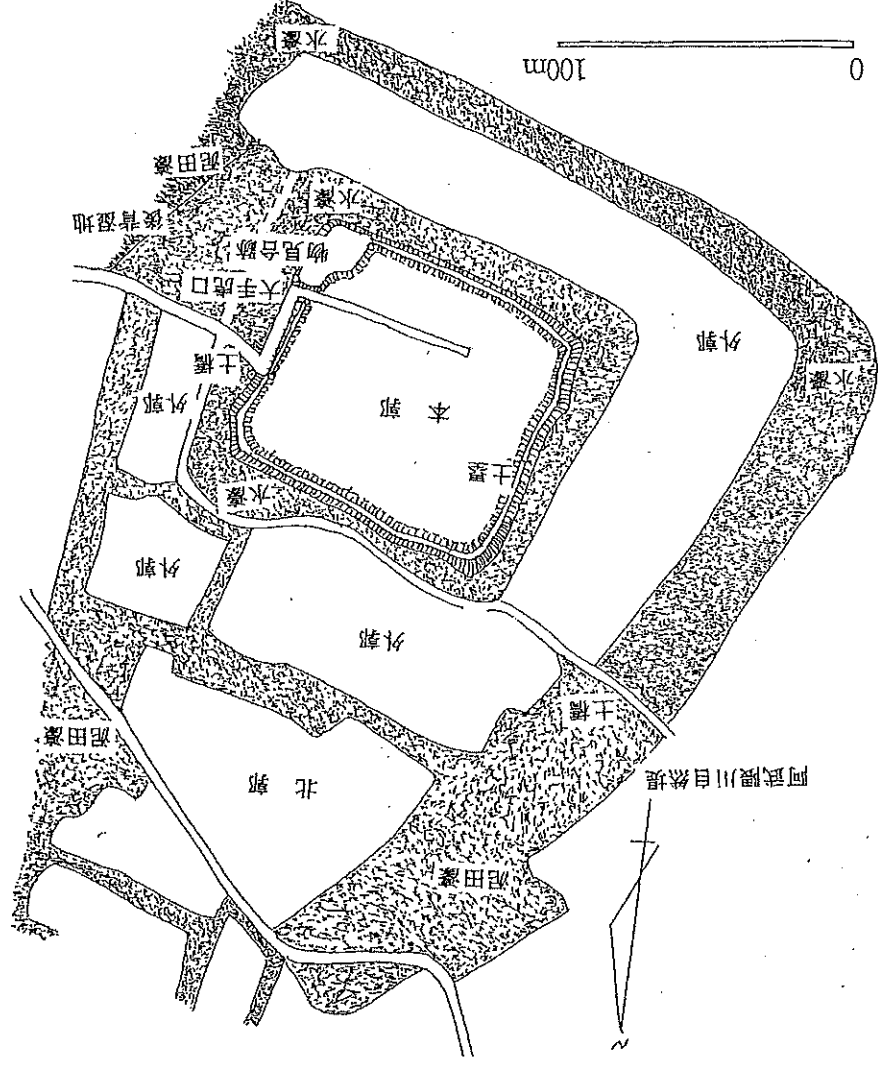 N
泥田濠
阿武隈川自然堤
北郭
泥田濠
土橋
外郭
外郭
水濠
土塁
本郭
外郭
水濠
土橋
外郭
大手虎口
物見台跡
後背湿地
水濠
泥田濠
0 100m
水濠